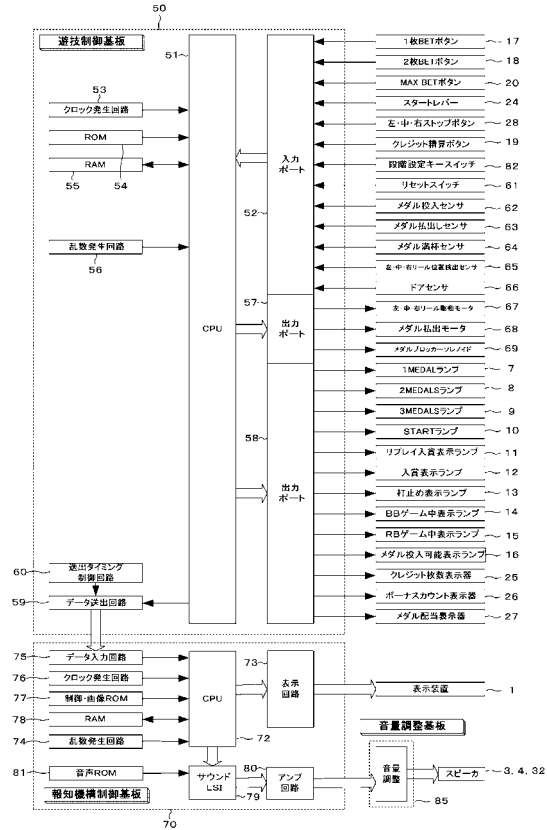 50
遊技制御基板
51
53
クロック発生回路
ROM
RAM
55
54
乱数発生回路
56
CPU
入力
ポート
52
57
出力
ポート
58
出力
ポート
1枚BETボタン 17
2枚BETボタン 18
MAX BETボタン 20
スタートレバー 24
左・中・右ストップボタン 28
クレジット精算ボタン 19
段階設定キースイッチ 82
リセットスイッチ 61
メダル投入センサ 62
メダル払出しセンサ 63
メダル満杯センサ 64
左・中・右リール位置検出センサ 65
ドアセンサ 66
左・中・右リール駆動モータ 67
メダル払出モータ 68
メダルブロッカーソレノイド 69
1MEDALランプ 7
2MEDALSランプ 8
3MEDALSランプ 9
STARTランプ 10
リプレイ入賞表示ランプ 11
入賞表示ランプ 12
打止め表示ランプ 13
BBゲーム中表示ランプ 14
RBゲーム中表示ランプ 15
メダル投入可能表示ランプ 16
クレジット枚数表示器 25
ボーナスカウント表示器 26
メダル配当表示器 27
60
送出タイミング
制御回路
59
データ送出回路
75
データ入力回路
76
クロック発生回路
77
制御・画像ROM
78
RAM
74
乱数発生回路
CPU
72
73
表示
回路
表示装置 1
81
音声ROM
サウンド
LSI
79
80
アンプ
回路
音量調整基板
音量
調整
85
スピーカ 3, 4, 32
報知機構制御基板
70